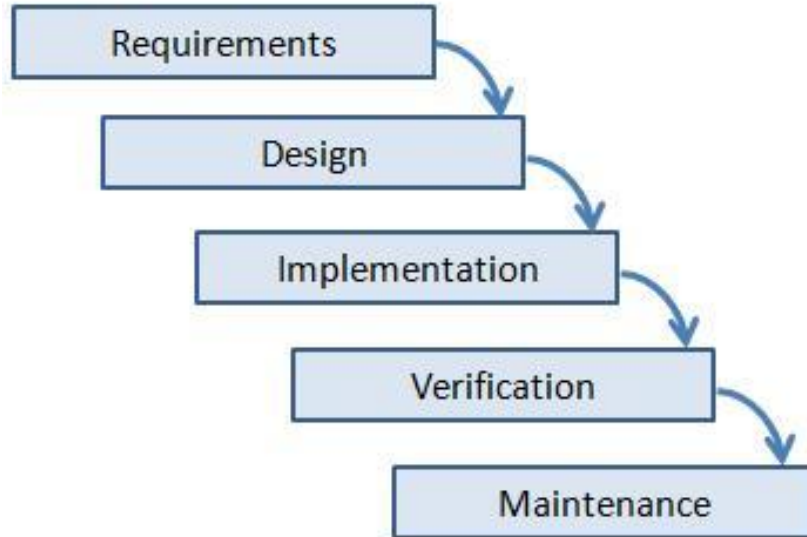 Requirements
Design
Implementation
Verification
Maintenance